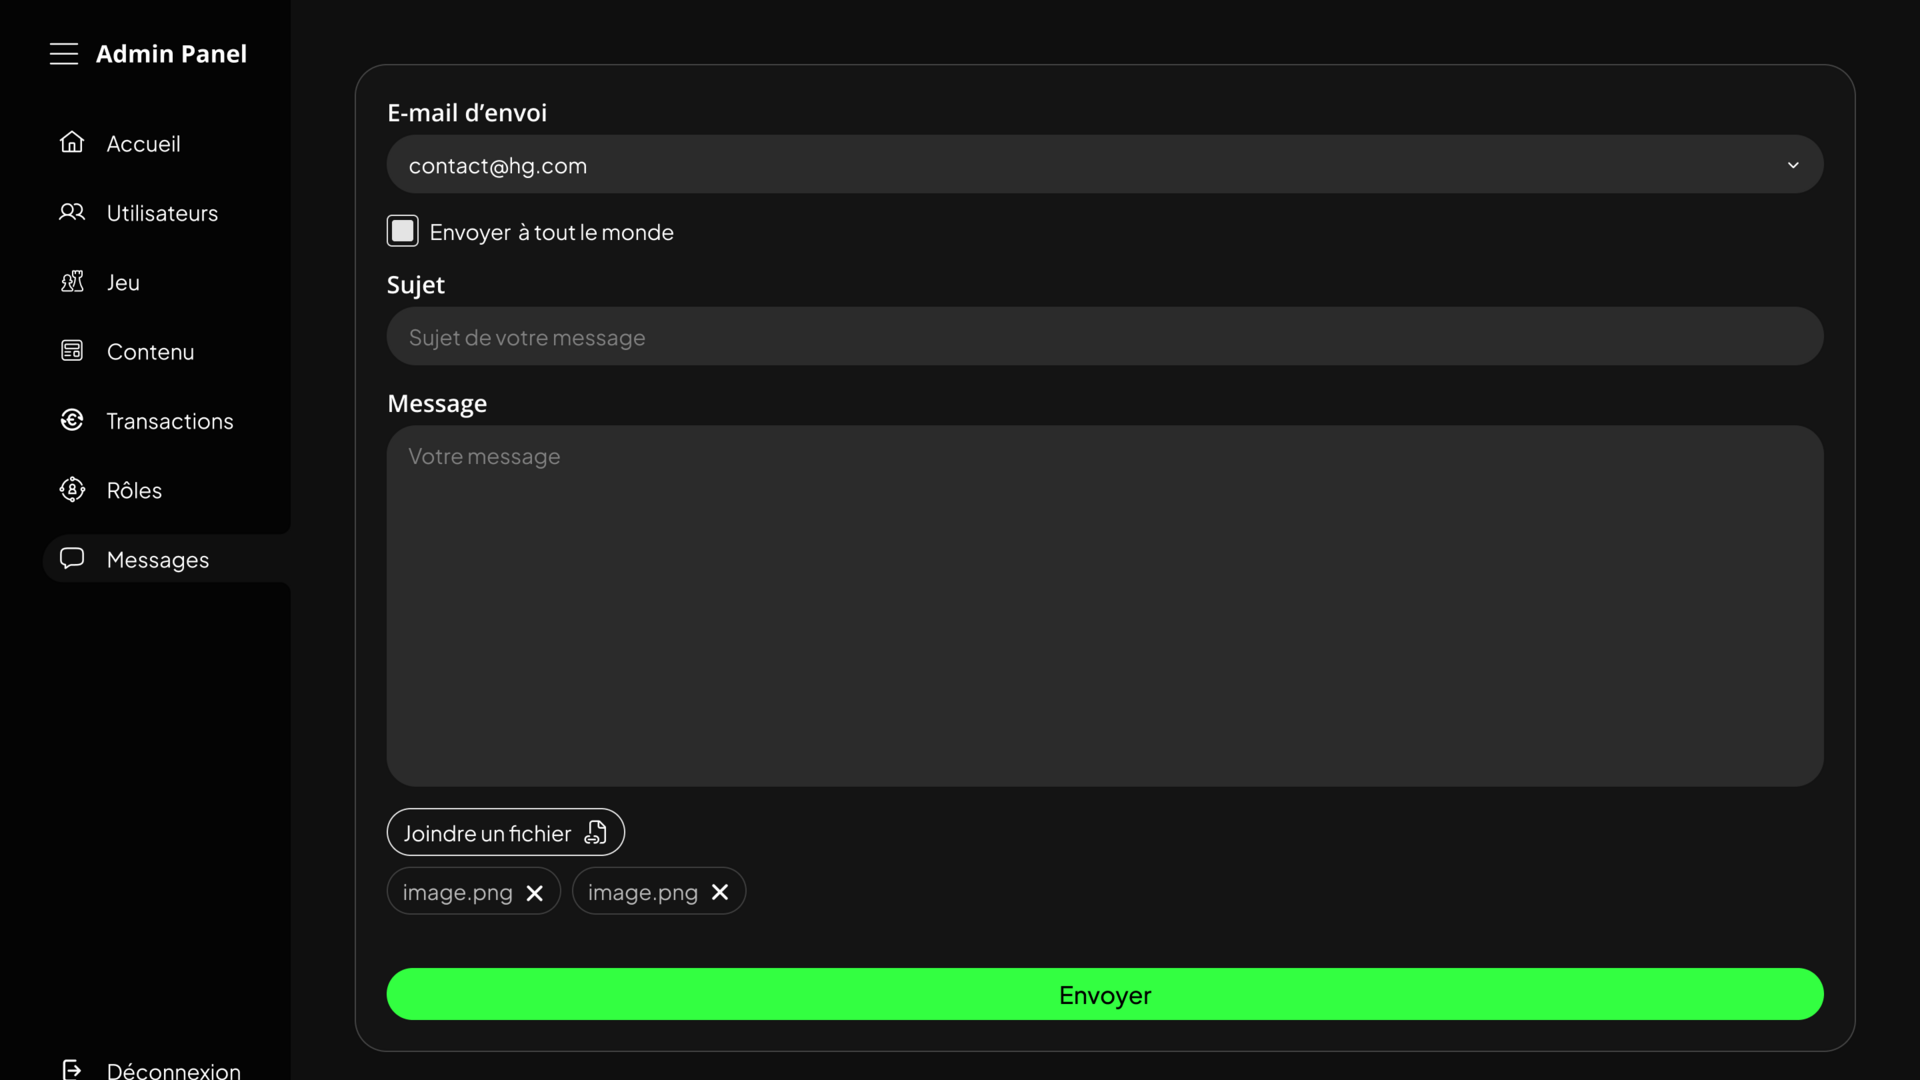 Admin Panel
Accueil
Utilisateurs
Jeu
Contenu
Transactions
Rôles
Messages
Déconnexion
E-mail d’envoi
contact@hg.com
Envoyer à tout le monde
Sujet
Sujet de votre message
Message
Votre message
Joindre un fichier
image.png image.png
Envoyer